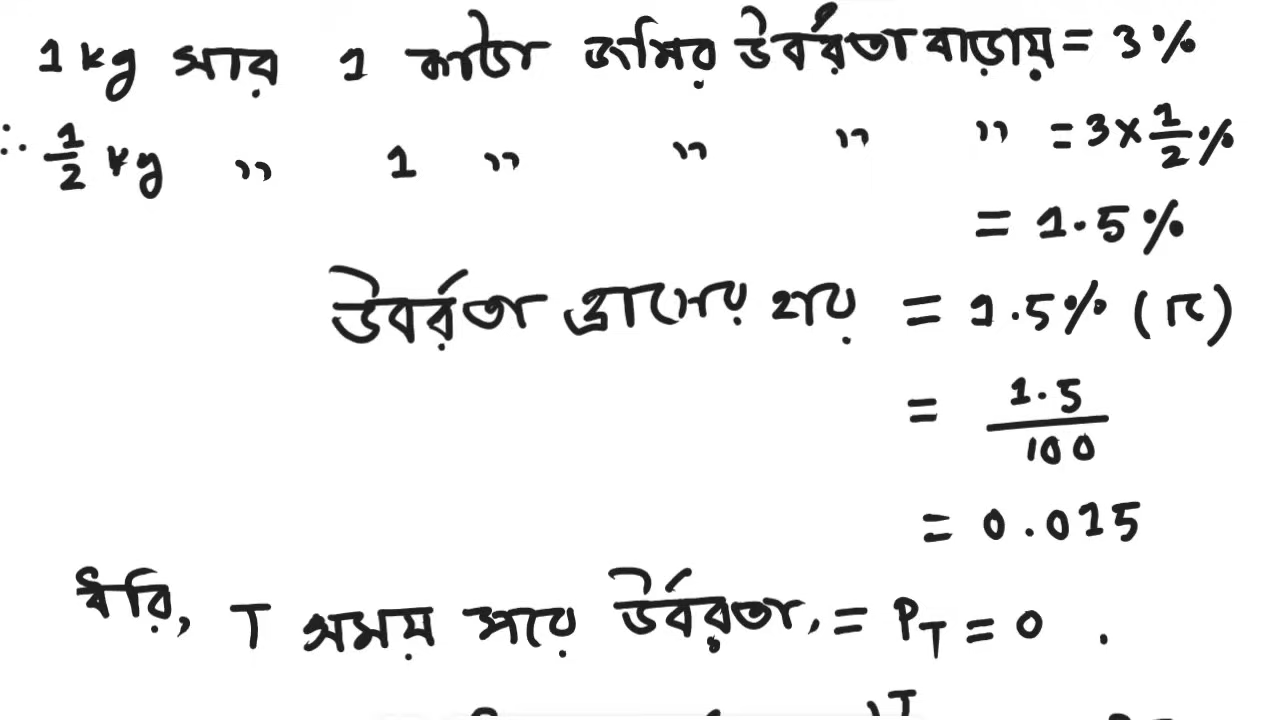 1 kg সার 1 কাঠা জমির উর্বরতা বাড়ায় = 3%
∴ 1/2 kg ,, 1 ,, ,, ,, ,, = 3 × 1/2 %
= 1.5%
উর্বরতা হ্রাসের হার = 1.5% (r)
= 1.5/100
= 0.015
ধরি, T সময় পরে উর্বরতা, = P_T = 0 .
T